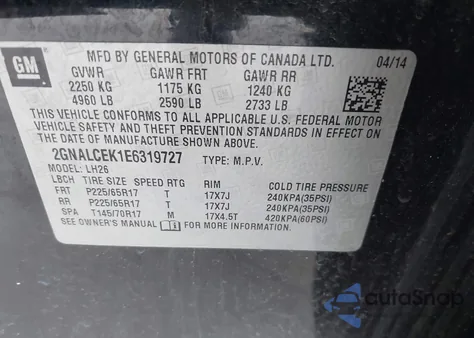 GM
MFD BY GENERAL MOTORS OF CANADA LTD. 04/14
GVWR GAWR FRT GAWR RR
2250 KG 1175 KG 1240 KG
4960 LB 2590 LB 2733 LB
THIS VEHICLE CONFORMS TO ALL APPLICABLE U.S. FEDERAL MOTOR
VEHICLE SAFETY AND THEFT PREVENTION STANDARDS IN EFFECT ON
THE DATE OF MANUFACTURE SHOWN ABOVE.
2GNALCEK1E6319727 TYPE: M.P.V.
MODEL: LH26
LBCH TIRE SIZE SPEED RTG RIM COLD TIRE PRESSURE
FRT P225/65R17 T 17X7J 240KPA(35PSI)
RR P225/65R17 T 17X7J 240KPA(35PSI)
SPA T145/70R17 M 17X4.5T 420KPA(60PSI)
SEE OWNER'S MANUAL FOR MORE INFORMATION.
autoSnap